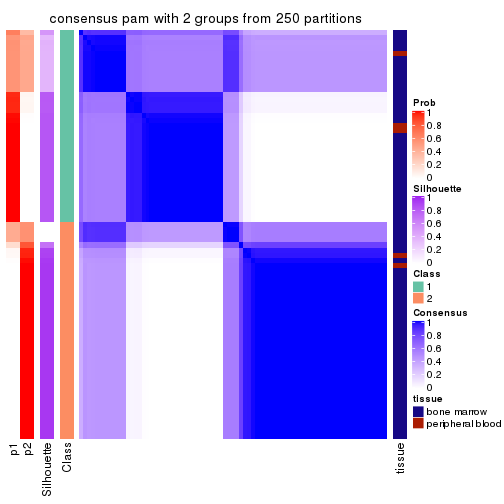 consensus pam with 2 groups from 250 partitions
Prob
1
0.8
0.6
0.4
0.2
0
Silhouette
1
0.8
0.6
0.4
0.2
0
Class
1
2
Consensus
1
0.8
0.6
0.4
0.2
0
tissue
bone marrow
peripheral blood
p1
p2
Silhouette
Class
tissue